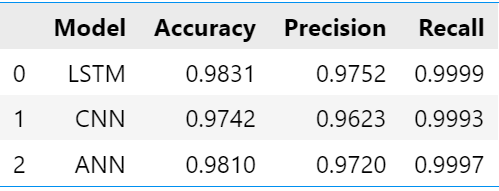 Model Accuracy Precision Recall
0 LSTM 0.9831 0.9752 0.9999
1 CNN 0.9742 0.9623 0.9993
2 ANN 0.9810 0.9720 0.9997